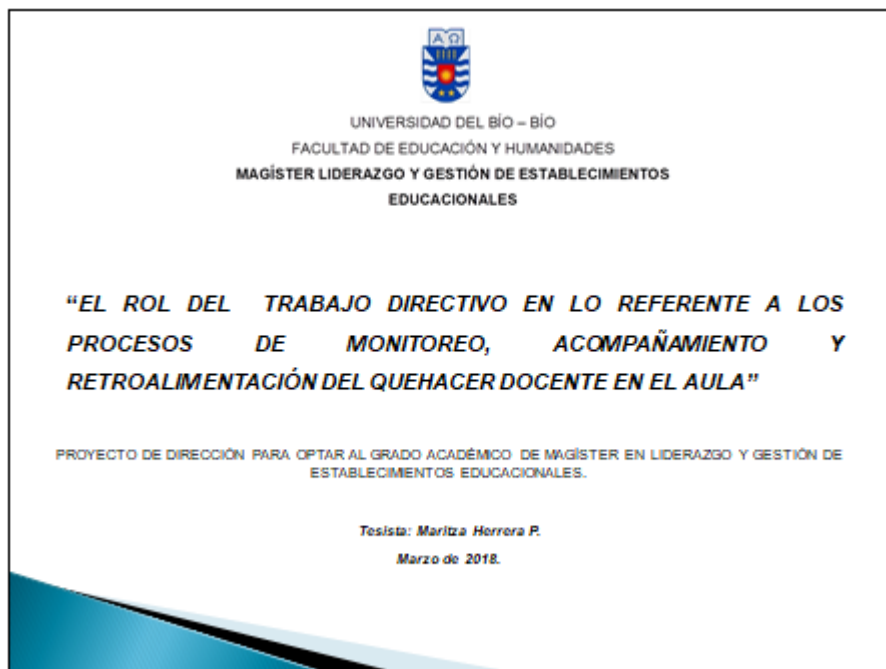 ΑΩ
UNIVERSIDAD DEL BÍO – BÍO
FACULTAD DE EDUCACIÓN Y HUMANIDADES
MAGÍSTER LIDERAZGO Y GESTIÓN DE ESTABLECIMIENTOS
EDUCACIONALES
“EL ROL DEL TRABAJO DIRECTIVO EN LO REFERENTE A LOS
PROCESOS DE MONITOREO, ACOMPAÑAMIENTO Y
RETROALIMENTACIÓN DEL QUEHACER DOCENTE EN EL AULA”
PROYECTO DE DIRECCIÓN PARA OPTAR AL GRADO ACADÉMICO DE MAGÍSTER EN LIDERAZGO Y GESTIÓN DE
ESTABLECIMIENTOS EDUCACIONALES.
Tesista: Maritza Herrera P.
Marzo de 2018.